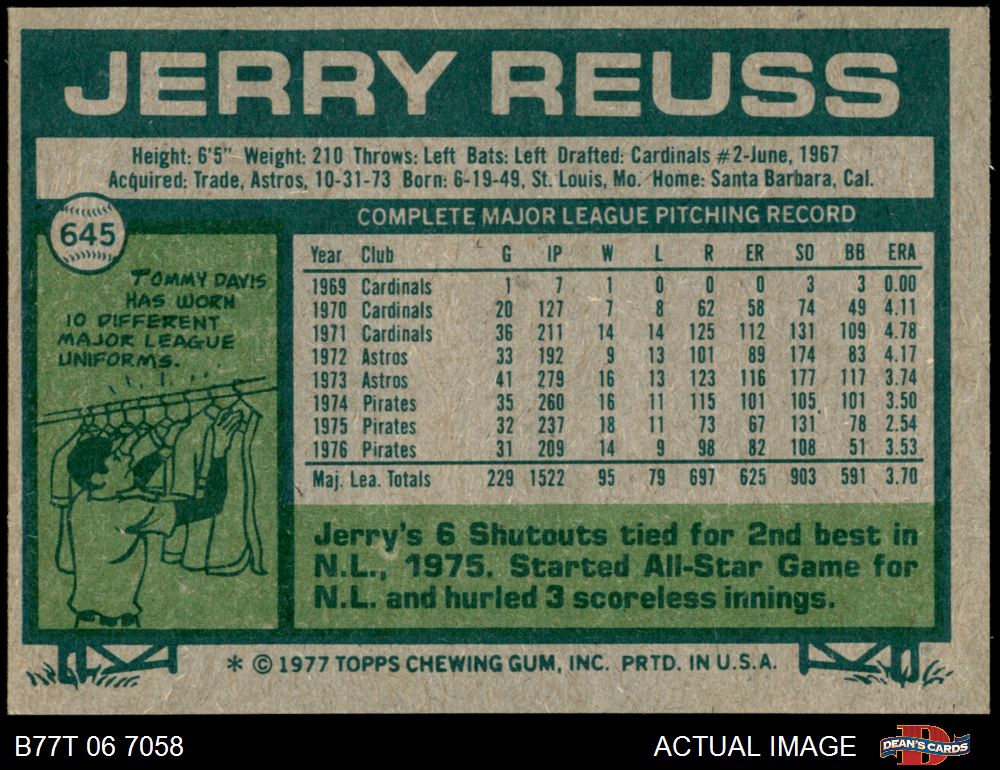 JERRY REUSS
Height: 6'5" Weight: 210 Throws: Left Bats: Left Drafted: Cardinals #2-June, 1967
Acquired: Trade, Astros, 10-31-73 Born: 6-19-49, St. Louis, Mo. Home: Santa Barbara, Cal.
645
TOMMY DAVIS
HAS WORN
10 DIFFERENT
MAJOR LEAGUE
UNIFORMS.
COMPLETE MAJOR LEAGUE PITCHING RECORD
Year Club G IP W L R ER SO BB ERA
1969 Cardinals 1 7 1 0 0 0 3 3 0.00
1970 Cardinals 20 127 7 8 62 58 74 49 4.11
1971 Cardinals 36 211 14 14 125 112 131 109 4.78
1972 Astros 33 192 9 13 101 89 174 83 4.17
1973 Astros 41 279 16 13 123 116 177 117 3.74
1974 Pirates 35 260 16 11 115 101 105 101 3.50
1975 Pirates 32 237 18 11 73 67 131 78 2.54
1976 Pirates 31 209 14 9 98 82 108 51 3.53
Maj. Lea. Totals 229 1522 95 79 697 625 903 591 3.70
Jerry's 6 Shutouts tied for 2nd best in
N.L., 1975. Started All-Star Game for
N.L. and hurled 3 scoreless innings.
* © 1977 TOPPS CHEWING GUM, INC. PRTD. IN U.S.A.
B77T 06 7058
ACTUAL IMAGE
D
DEAN'S CARDS